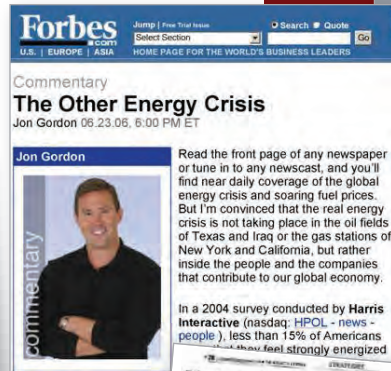 Forbes
.com
U.S. | EUROPE | ASIA
Jump | Free Trial Issue
Select Section
Search Quote
Go
HOME PAGE FOR THE WORLD'S BUSINESS LEADERS
Commentary
The Other Energy Crisis
Jon Gordon 06.23.06, 6:00 PM ET
Jon Gordon
commentary
Read the front page of any newspaper
or tune in to any newscast, and you'll
find near daily coverage of the global
energy crisis and soaring fuel prices.
But I'm convinced that the real energy
crisis is not taking place in the oil fields
of Texas and Iraq or the gas stations of
New York and California, but rather
inside the people and the companies
that contribute to our global economy.
In a 2004 survey conducted by Harris
Interactive (nasdaq: HPOL - news -
people ), less than 15% of Americans
that they feel strongly energized